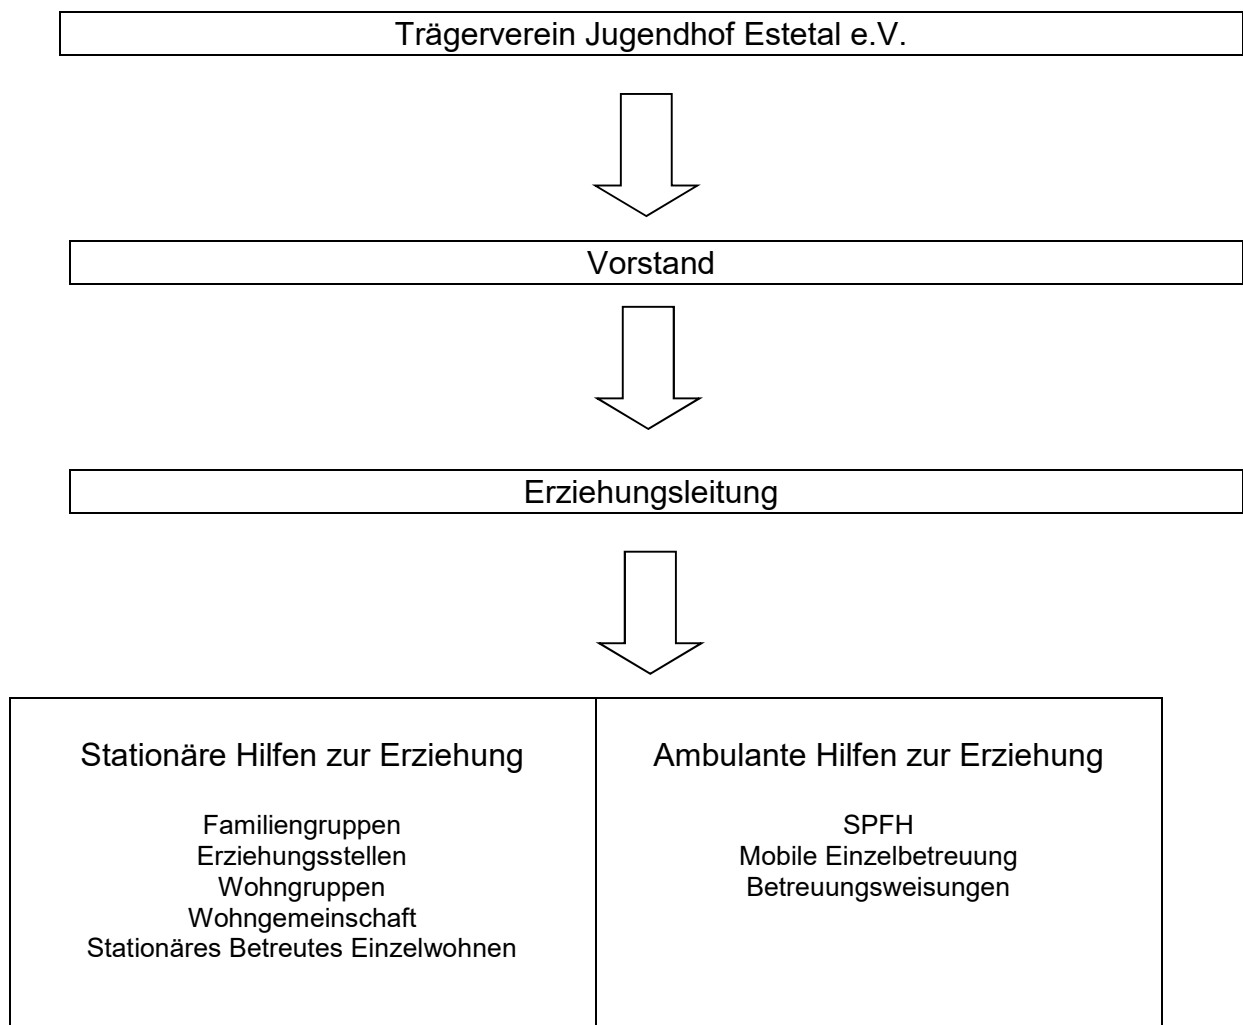 Trägerverein Jugendhof Estetal e.V.
Vorstand
Erziehungsleitung
Stationäre Hilfen zur Erziehung
Familiengruppen
Erziehungsstellen
Wohngruppen
Wohngemeinschaft
Stationäres Betreutes Einzelwohnen
Ambulante Hilfen zur Erziehung
SPFH
Mobile Einzelbetreuung
Betreuungsweisungen